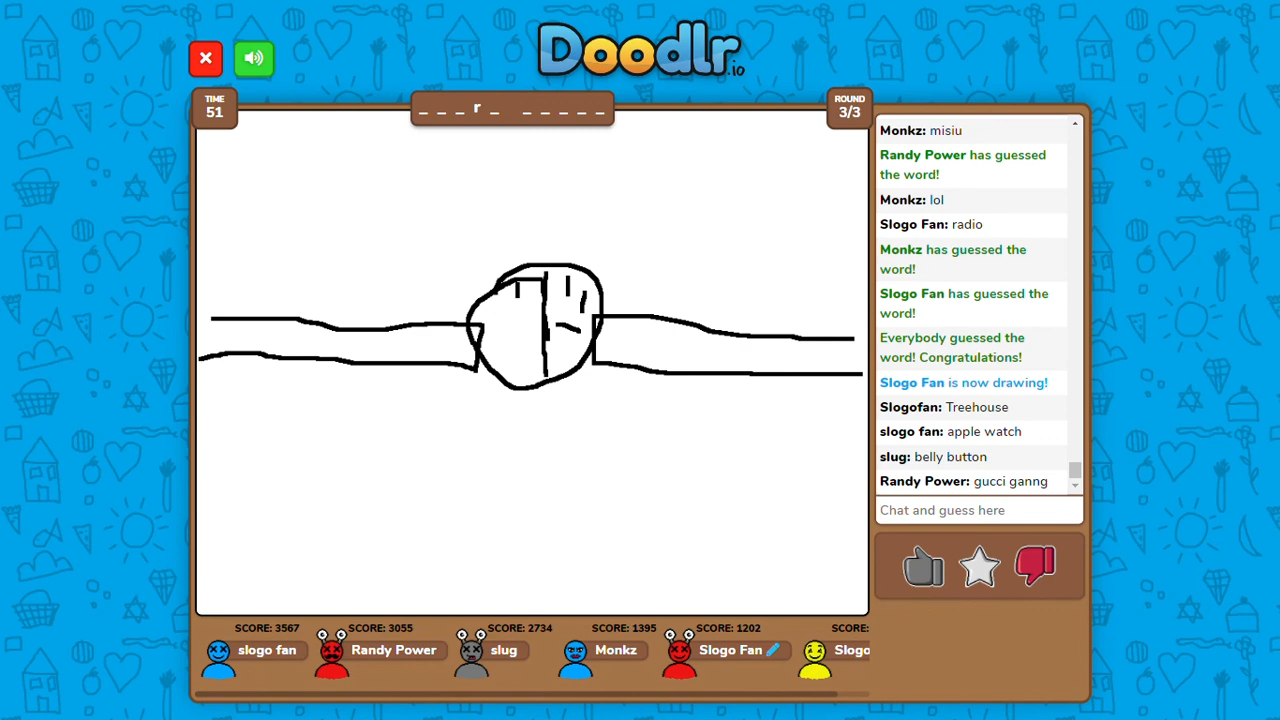 Doodlr.io
TIME
51
_ _ _ r _ _ _ _ _ _
ROUND
3/3
Monkz: misiu
Randy Power has guessed
the word!
Monkz: lol
Slogo Fan: radio
Monkz has guessed the
word!
Slogo Fan has guessed the
word!
Everybody guessed the
word! Congratulations!
Slogo Fan is now drawing!
Slogofan: Treehouse
slogo fan: apple watch
slug: belly button
Randy Power: gucci ganng
Chat and guess here
SCORE: 3567 SCORE: 3055 SCORE: 2734 SCORE: 1395 SCORE: 1202 SCORE:
slogo fan Randy Power slug Monkz Slogo Fan Slogo